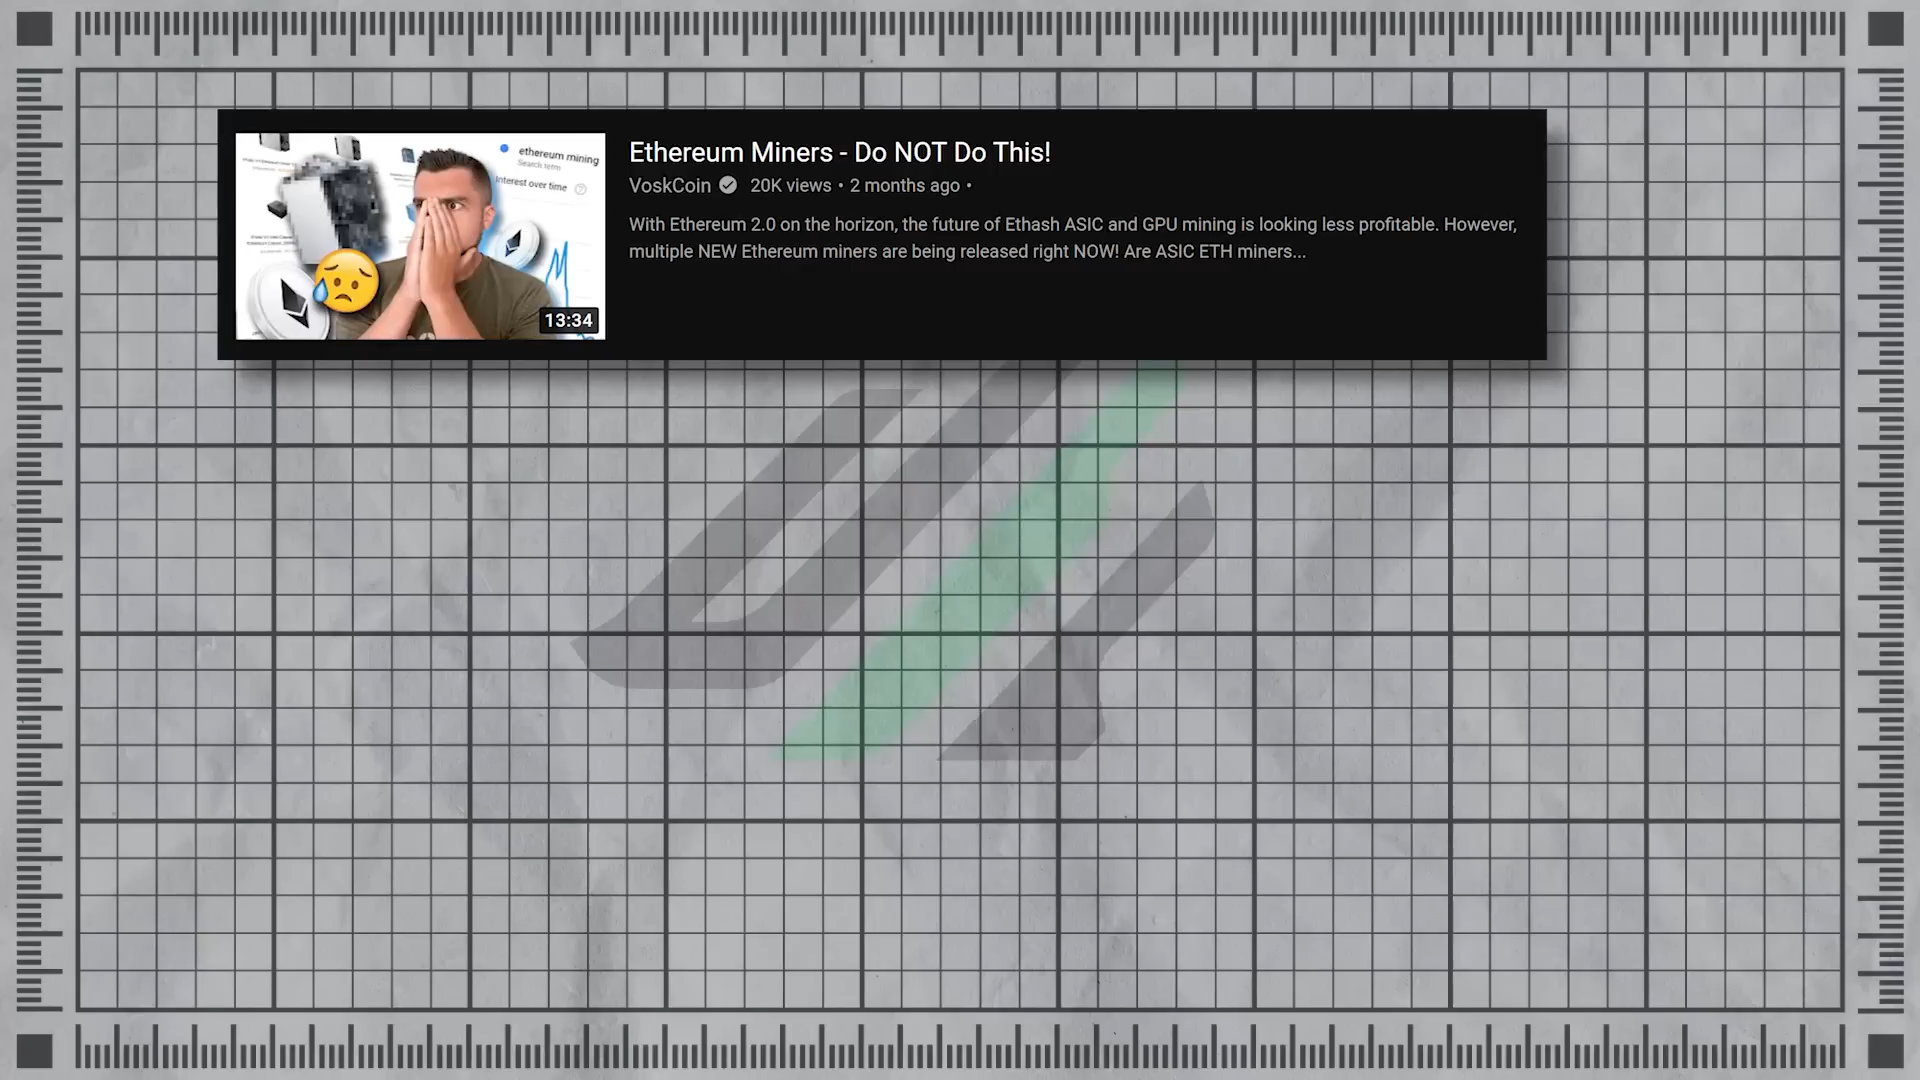 Ethereum Miners - Do NOT Do This!
VoskCoin 20K views • 2 months ago •
With Ethereum 2.0 on the horizon, the future of Ethash ASIC and GPU mining is looking less profitable. However,
multiple NEW Ethereum miners are being released right NOW! Are ASIC ETH miners...
ethereum mining
Search term
Interest over time
13:34